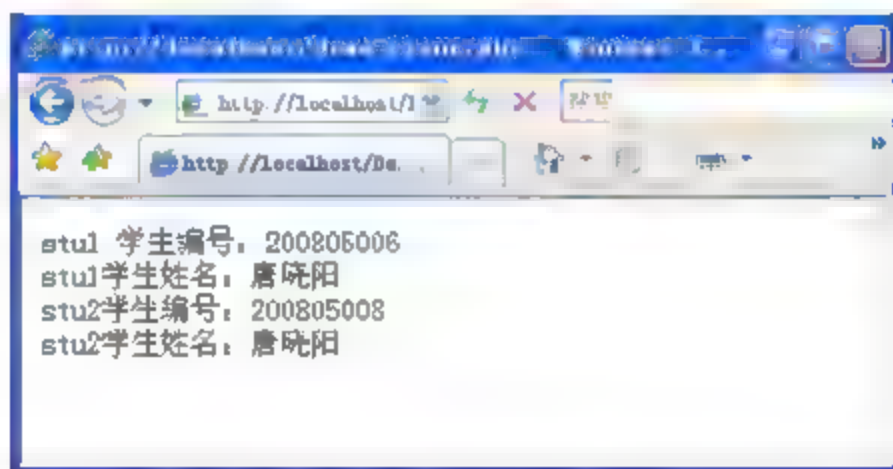 http://localhost/
http://localhost/De...
stu1 学生编号：200805006
stu1学生姓名：唐晓阳
stu2学生编号：200805008
stu2学生姓名：唐晓阳